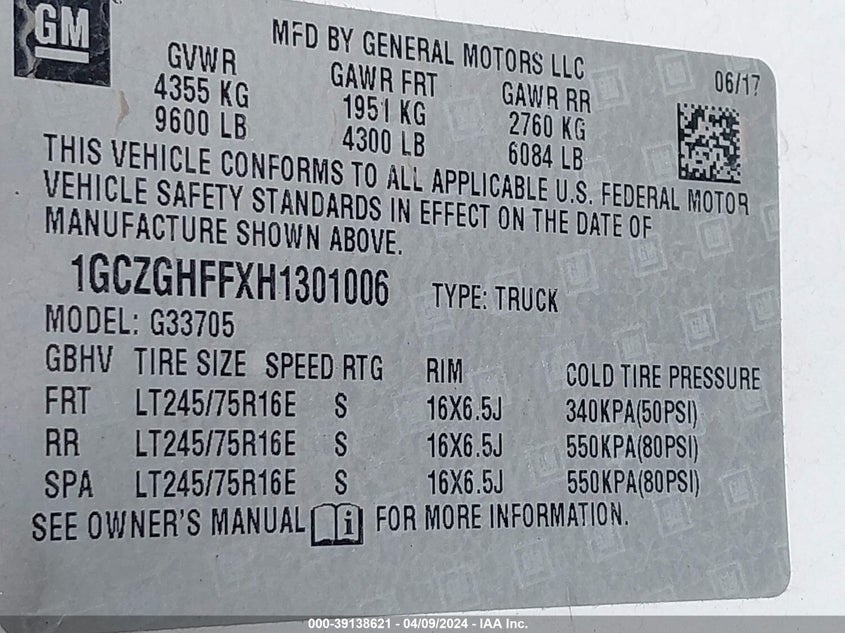 GM
MFD BY GENERAL MOTORS LLC
06/17
GVWR GAWR FRT GAWR RR
4355 KG 1951 KG 2760 KG
9600 LB 4300 LB 6084 LB
THIS VEHICLE CONFORMS TO ALL APPLICABLE U.S. FEDERAL MOTOR
VEHICLE SAFETY STANDARDS IN EFFECT ON THE DATE OF
MANUFACTURE SHOWN ABOVE.
1GCZGHFFXH1301006 TYPE: TRUCK
MODEL: G33705
GBHV TIRE SIZE SPEED RTG RIM COLD TIRE PRESSURE
FRT LT245/75R16E S 16X6.5J 340KPA(50PSI)
RR LT245/75R16E S 16X6.5J 550KPA(80PSI)
SPA LT245/75R16E S 16X6.5J 550KPA(80PSI)
SEE OWNER'S MANUAL i FOR MORE INFORMATION.
000-39138621 - 04/09/2024 - IAA Inc.